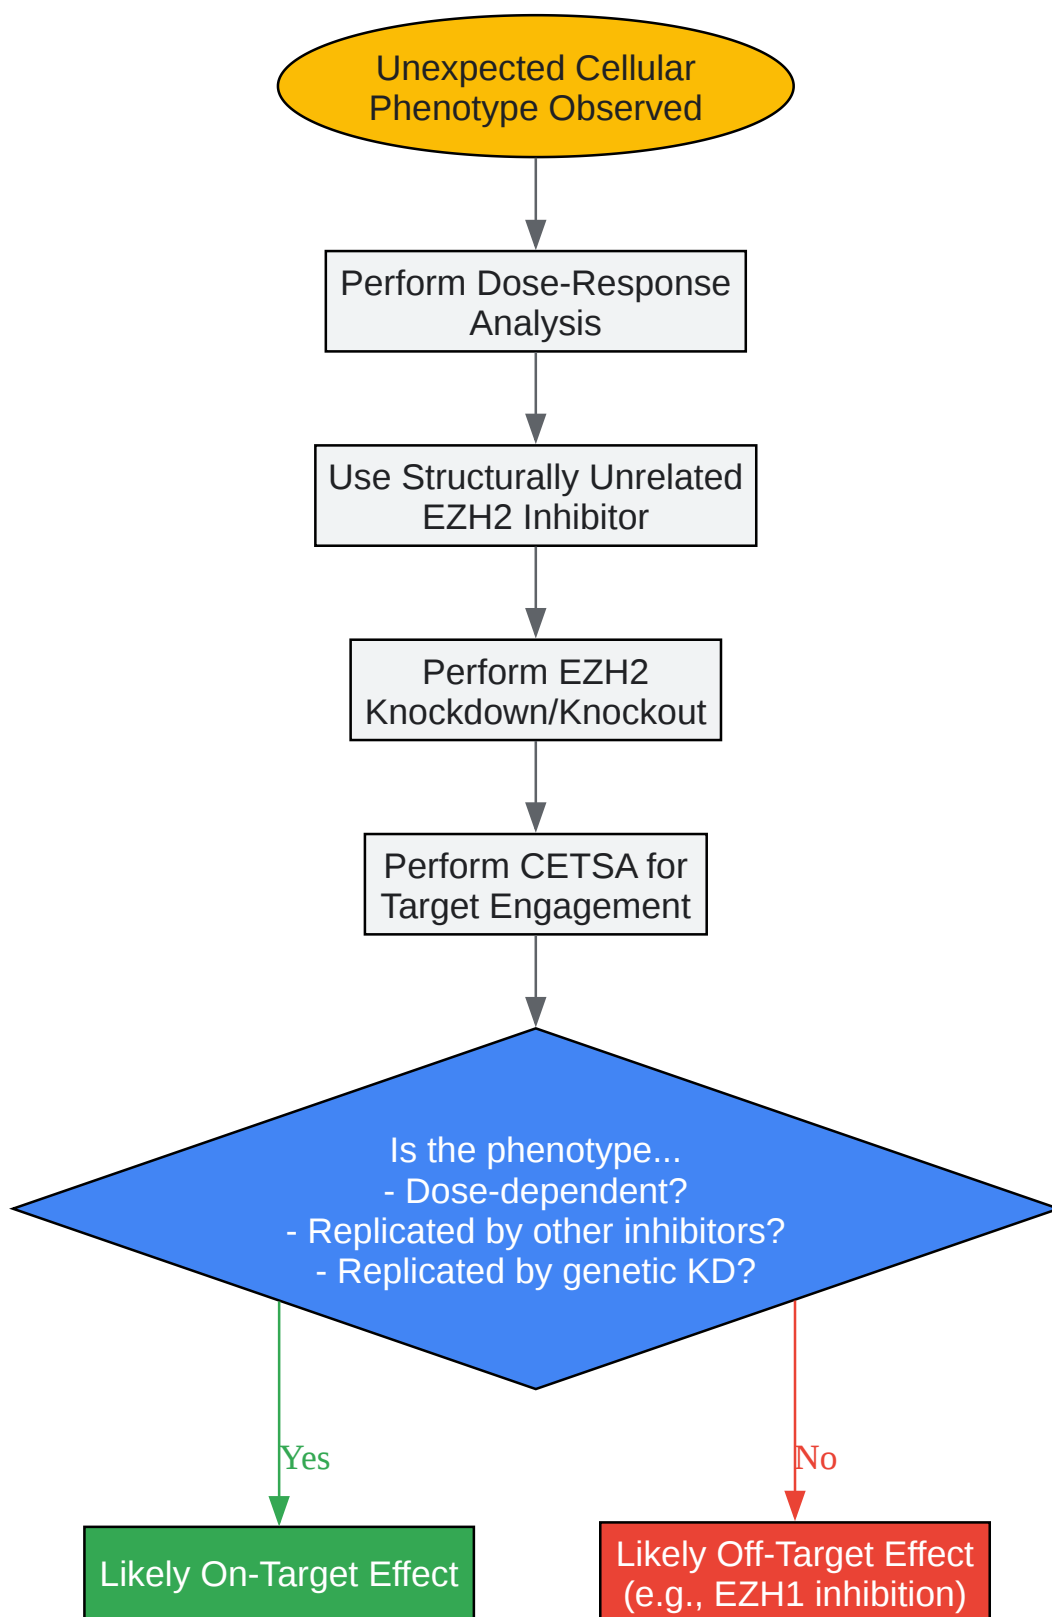 Unexpected Cellular
Phenotype Observed
Perform Dose-Response
Analysis
Use Structurally Unrelated
EZH2 Inhibitor
Perform EZH2
Knockdown/Knockout
Perform CETSA for
Target Engagement
Is the phenotype...
- Dose-dependent?
- Replicated by other inhibitors?
- Replicated by genetic KD?
Yes
No
Likely On-Target Effect
Likely Off-Target Effect
(e.g., EZH1 inhibition)